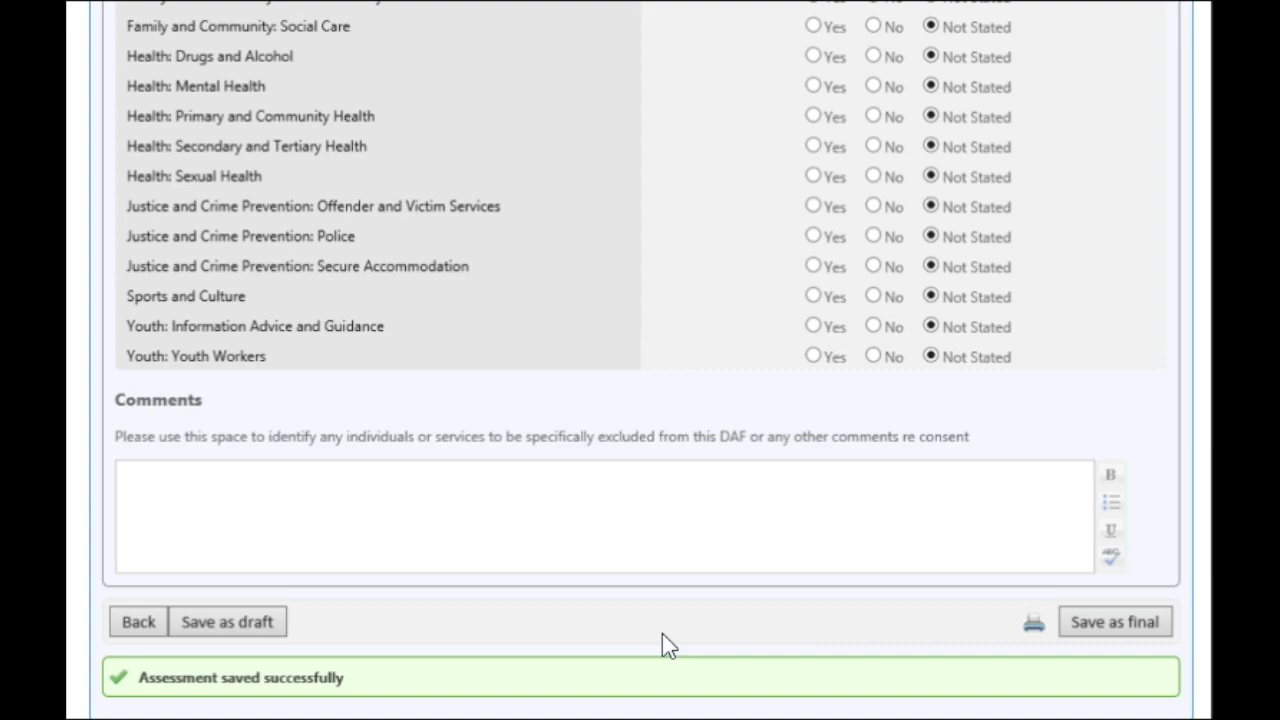 Family and Community: Social Care Yes No Not Stated
Health: Drugs and Alcohol Yes No Not Stated
Health: Mental Health Yes No Not Stated
Health: Primary and Community Health Yes No Not Stated
Health: Secondary and Tertiary Health Yes No Not Stated
Health: Sexual Health Yes No Not Stated
Justice and Crime Prevention: Offender and Victim Services Yes No Not Stated
Justice and Crime Prevention: Police Yes No Not Stated
Justice and Crime Prevention: Secure Accommodation Yes No Not Stated
Sports and Culture Yes No Not Stated
Youth: Information Advice and Guidance Yes No Not Stated
Youth: Youth Workers Yes No Not Stated
Comments
Please use this space to identify any individuals or services to be specifically excluded from this DAF or any other comments re consent
B
U
Back Save as draft Save as final
Assessment saved successfully